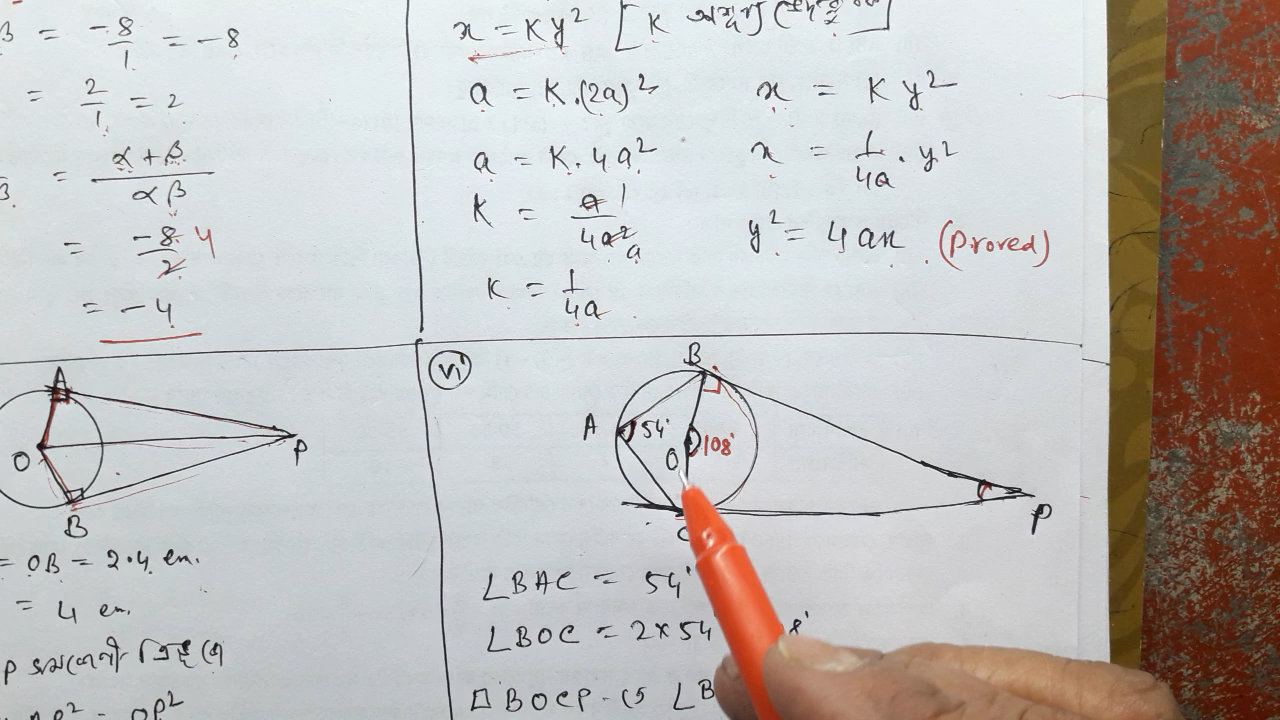 β = -8/1 = -8
= 2/1 = 2
β = α+β/αβ
= -8/2 4
= -4
x = Ky² [K
a = K.(2a)²
a = K. 4a²
K = a/4a² 1/a
K = 1/4a
x = Ky²
x = 1/4a . y²
y² = 4ax (Proved)
A
O
P
B
= OB = 2.4 cm.
= 4 cm.
P
OP²
vi
B
A 54°
O 108°
C
P
∠BAC = 54°
∠BOC = 2×54 8°
□BOCP-এ ∠B